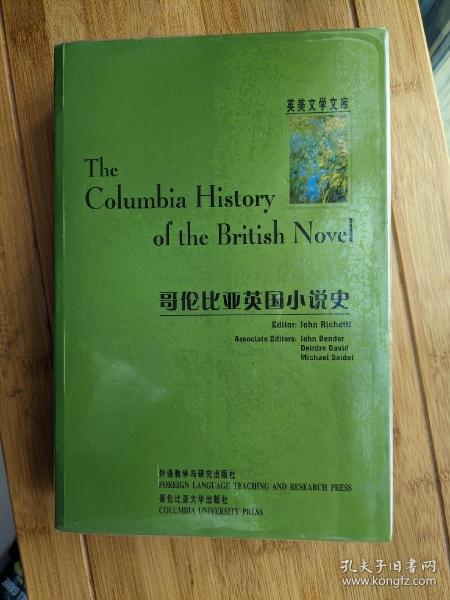 英美文学文库
The
Columbia History
of the British Novel
哥伦比亚英国小说史
Editor: John Richetti
Associate Editors: John Bender
Deirdre David
Michael Seidel
外语教学与研究出版社
FOREIGN LANGUAGE TEACHING AND RESEARCH PRESS
哥伦比亚大学出版社
COLUMBIA UNIVERSITY PRESS
孔夫子旧书网
www.kongfz.com